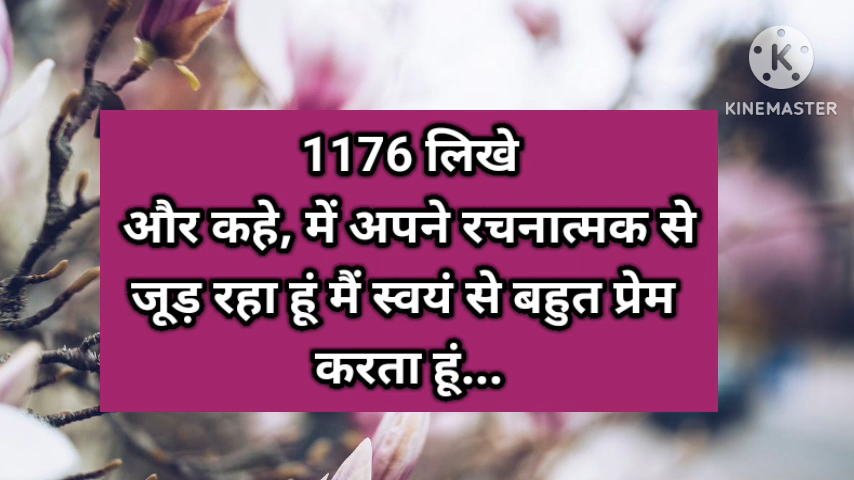 KINEMASTER
1176 लिखे
और कहे, में अपने रचनात्मक से
जूड़ रहा हूं मैं स्वयं से बहुत प्रेम
करता हूं...